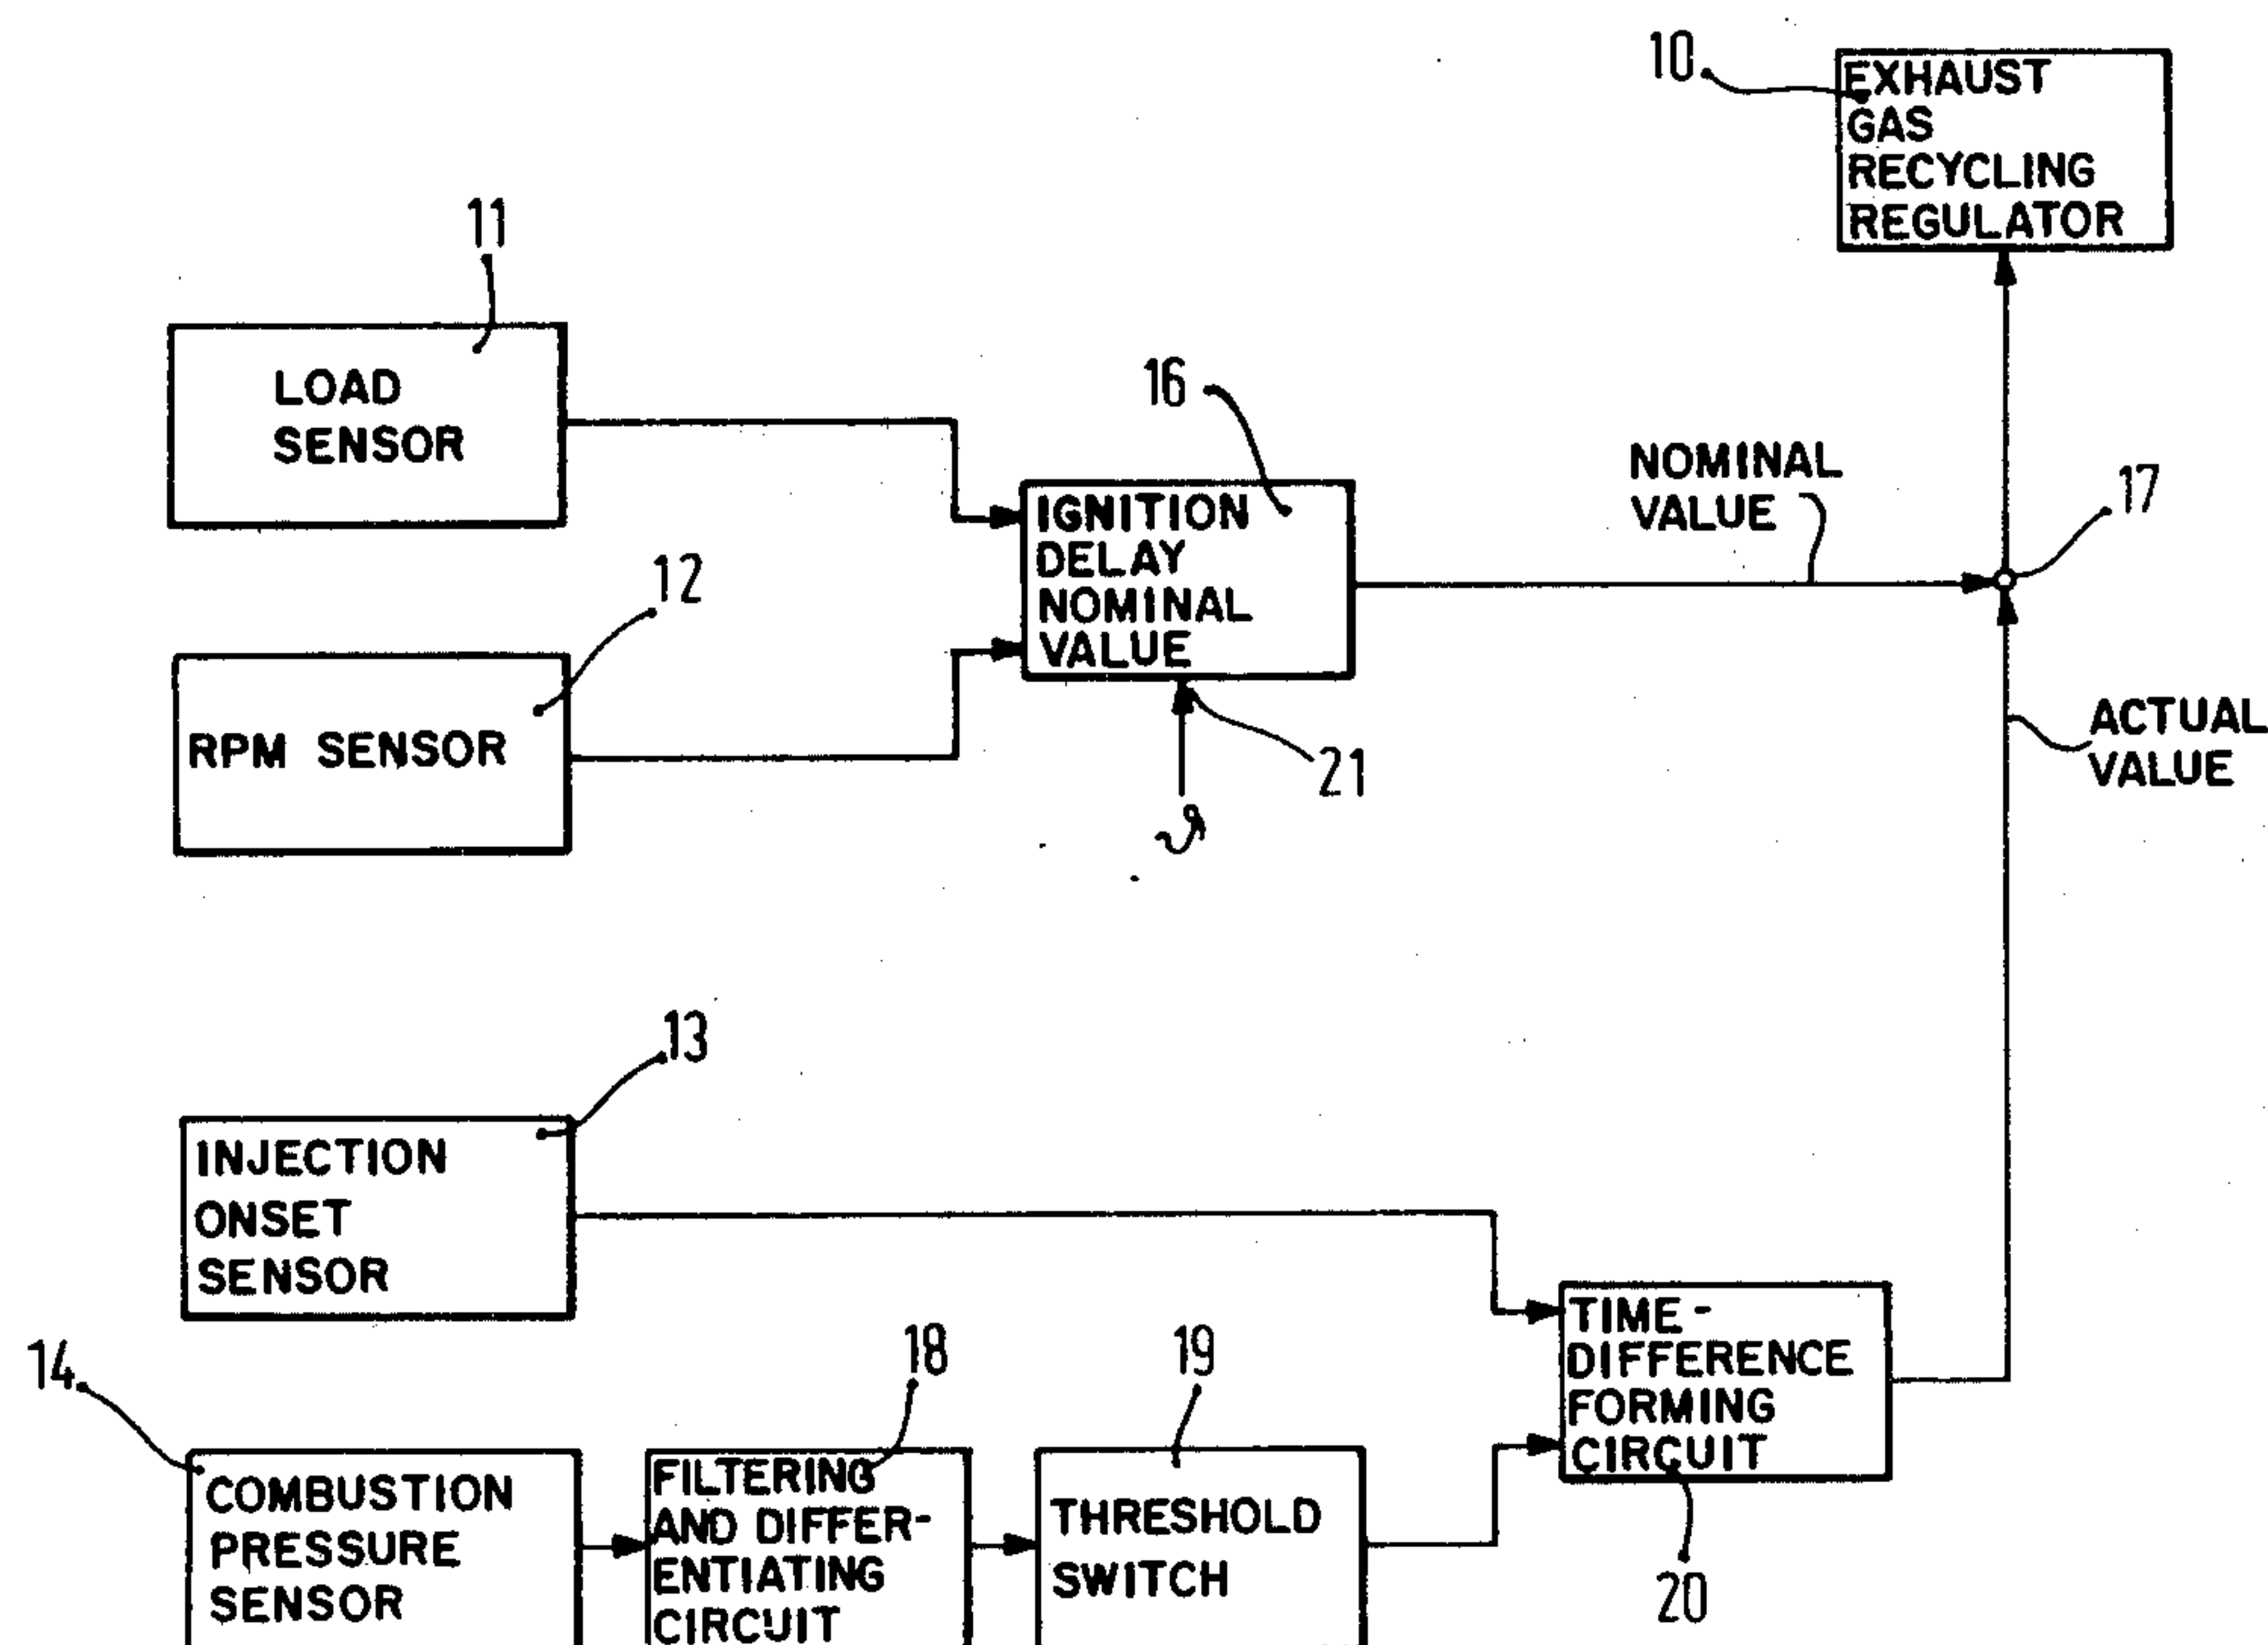 10
EXHAUST
GAS
RECYCLING
REGULATOR
11
LOAD
SENSOR
16
IGNITION
DELAY
NOMINAL
VALUE
NOMINAL
VALUE
17
12
RPM SENSOR
21
ϑ
ACTUAL
VALUE
13
INJECTION
ONSET
SENSOR
TIME-
DIFFERENCE
FORMING
CIRCUIT
20
14
COMBUSTION
PRESSURE
SENSOR
18
FILTERING
AND DIFFER-
ENTIATING
CIRCUIT
19
THRESHOLD
SWITCH